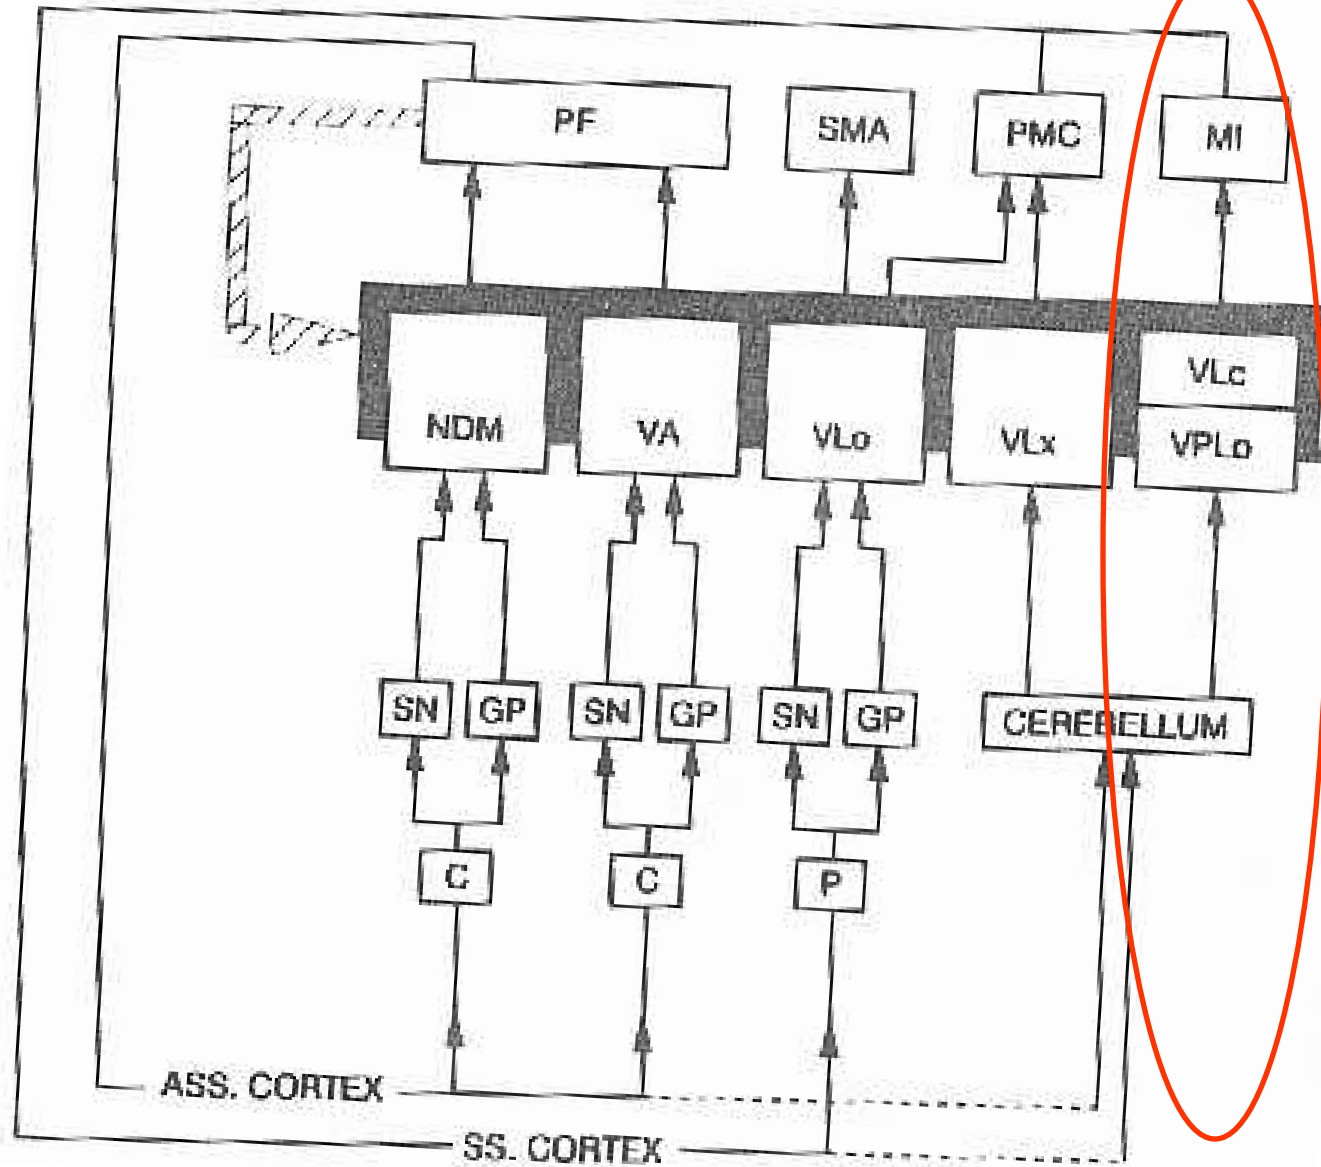 PF
SMA
PMC
MI
NDM
VA
VLo
VLx
VLc
VPLo
SN
GP
SN
GP
SN
GP
CEREBELLUM
C
C
P
ASS. CORTEX
SS. CORTEX